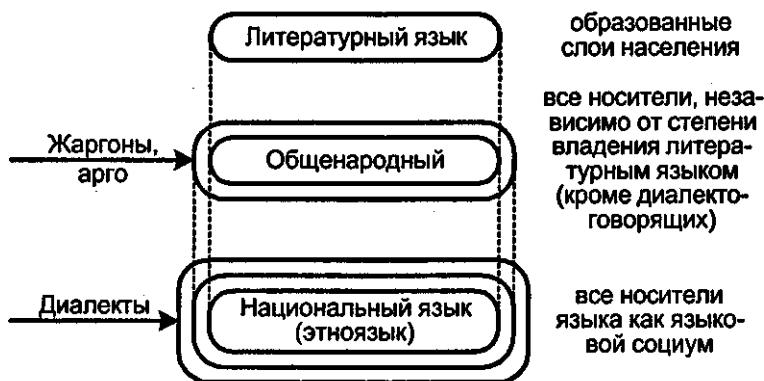 Литературный язык
образованные
слои населения
Жаргоны,
арго
Общенародный
все носители, неза-
висимо от степени
владения литера-
турным языком
(кроме диалекто-
говорящих)
Диалекты
Национальный язык
(этноязык)
все носители
языка как языко-
вой социум